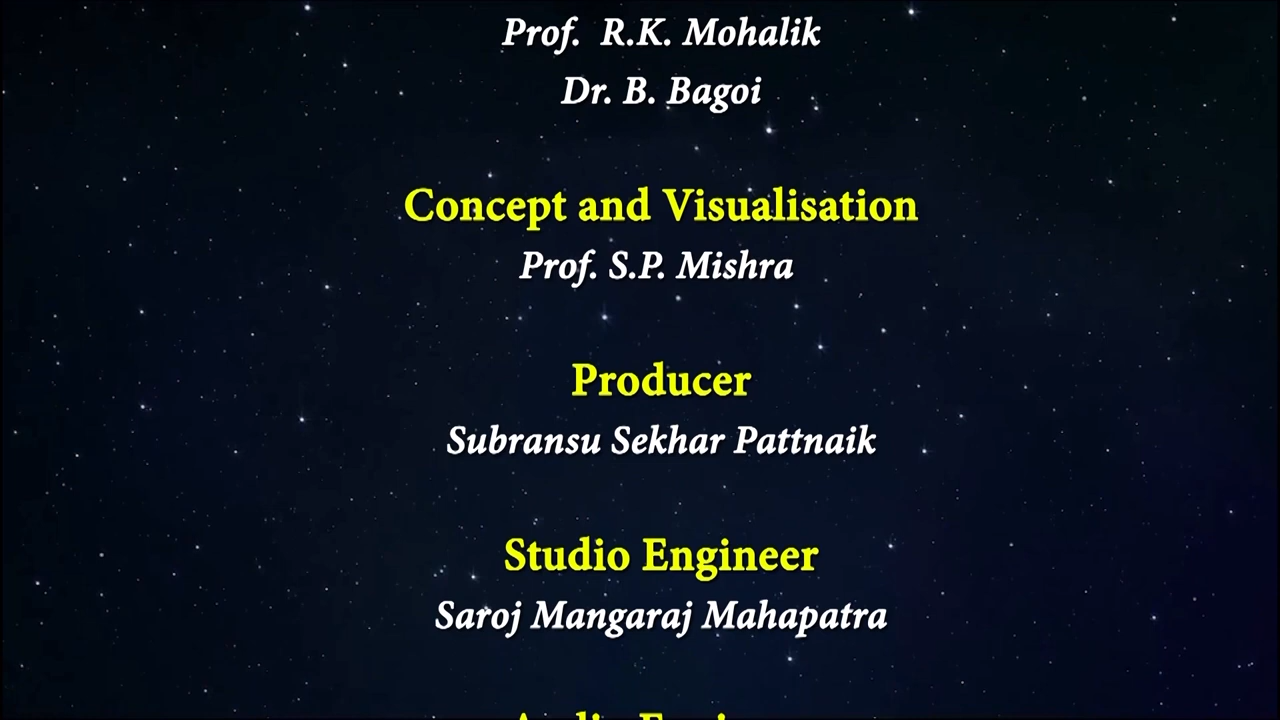 Prof. R.K. Mohalik
Dr. B. Bagoi
Concept and Visualisation
Prof. S.P. Mishra
Producer
Subransu Sekhar Pattnaik
Studio Engineer
Saroj Mangaraj Mahapatra